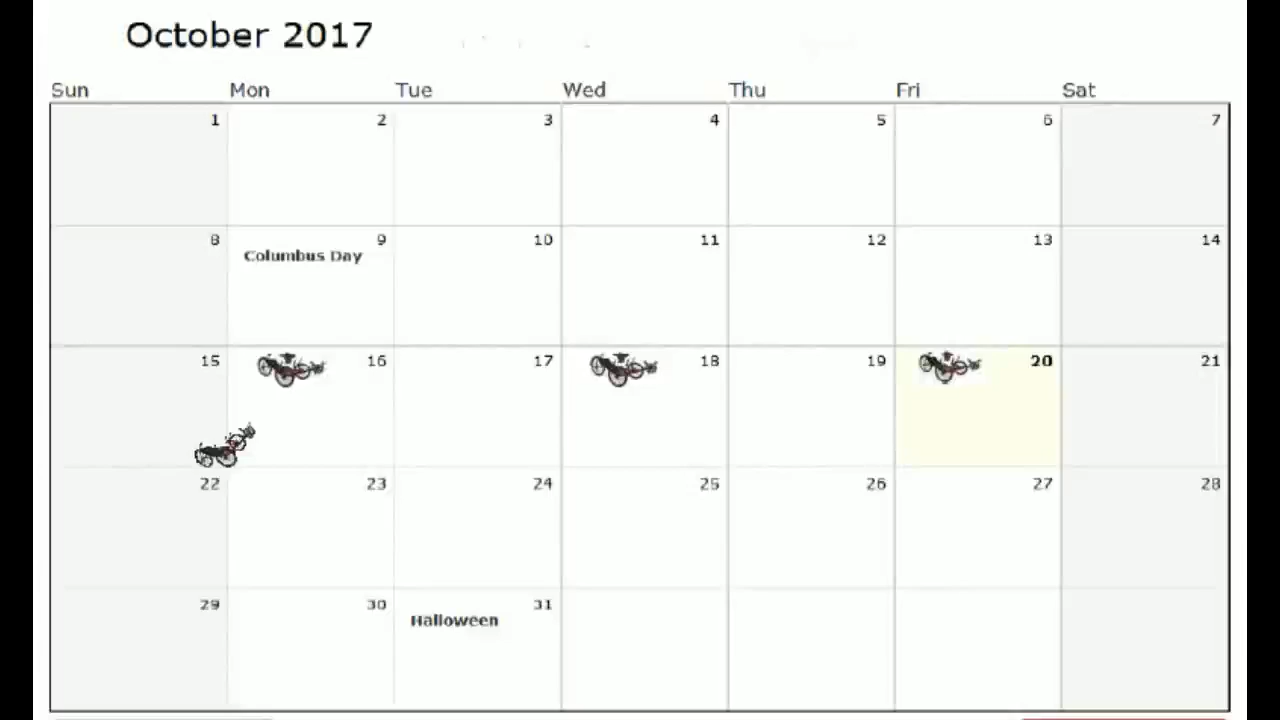 October 2017
Sun Mon Tue Wed Thu Fri Sat
1 2 3 4 5 6 7
8 9 10 11 12 13 14
Columbus Day
15 16 17 18 19 20 21
22 23 24 25 26 27 28
29 30 31
Halloween